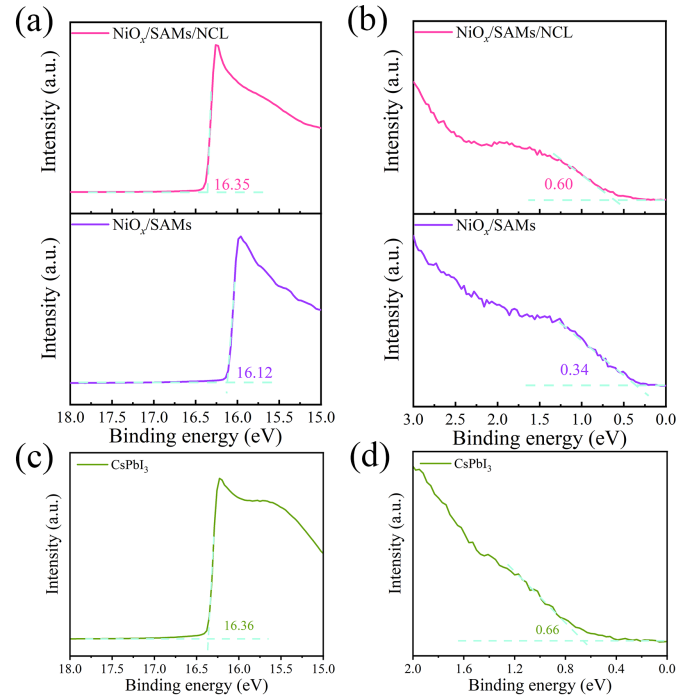 (a)
NiOₓ/SAMs/NCL
16.35
Intensity (a.u.)
NiOₓ/SAMs
16.12
Intensity (a.u.)
18.0 17.5 17.0 16.5 16.0 15.5 15.0
Binding energy (eV)
(b)
NiOₓ/SAMs/NCL
0.60
Intensity (a.u.)
NiOₓ/SAMs
0.34
Intensity (a.u.)
3.0 2.5 2.0 1.5 1.0 0.5 0.0
Binding energy (eV)
(c)
CsPbI₃
16.36
Intensity (a.u.)
18.0 17.5 17.0 16.5 16.0 15.5 15.0
Binding energy (eV)
(d)
CsPbI₃
0.66
Intensity (a.u.)
2.0 1.6 1.2 0.8 0.4 0.0
Binding energy (eV)